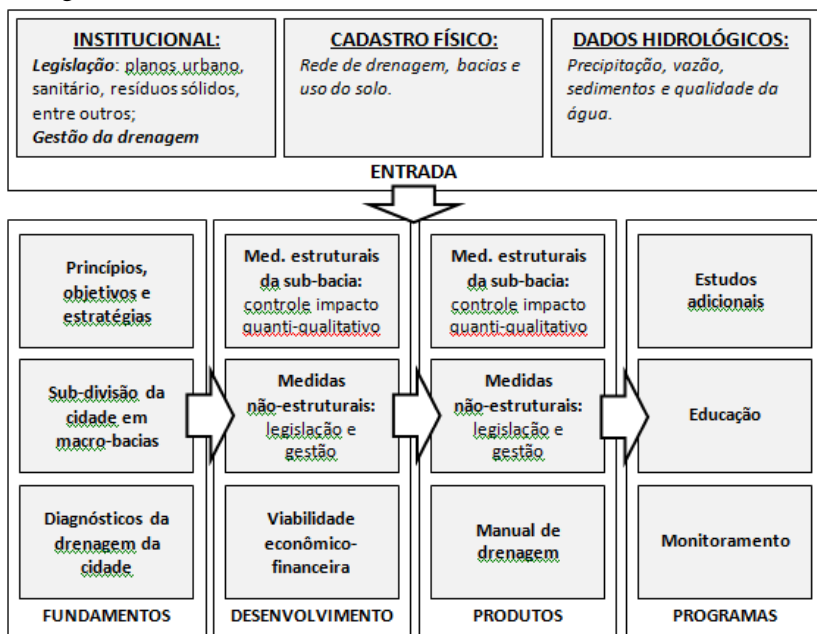 INSTITUCIONAL:
Legislação: planos urbano,
sanitário, resíduos sólidos,
entre outros;
Gestão da drenagem
CADASTRO FÍSICO:
Rede de drenagem, bacias e
uso do solo.
DADOS HIDROLÓGICOS:
Precipitação, vazão,
sedimentos e qualidade da
água.
ENTRADA
Princípios,
objetivos e
estratégias
Sub-divisão da
cidade em
macro-bacias
Diagnósticos da
drenagem da
cidade
FUNDAMENTOS
Med. estruturais
da sub-bacia:
controle impacto
quanti-qualitativo
Medidas
não-estruturais:
legislação e
gestão
Viabilidade
econômico-
financeira
DESENVOLVIMENTO
Med. estruturais
da sub-bacia:
controle impacto
quanti-qualitativo
Medidas
não-estruturais:
legislação e
gestão
Manual de
drenagem
PRODUTOS
Estudos
adicionais
Educação
Monitoramento
PROGRAMAS